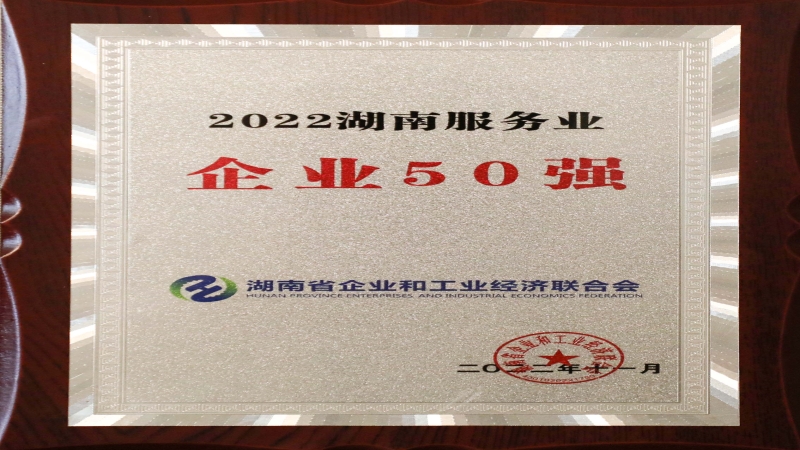 2022湖南服务业
企业50强
湖南省企业和工业经济联合会
HUNAN PROVINCE ENTERPRISES AND INDUSTRIAL ECONOMICS FEDERATION
二〇二二年十一月